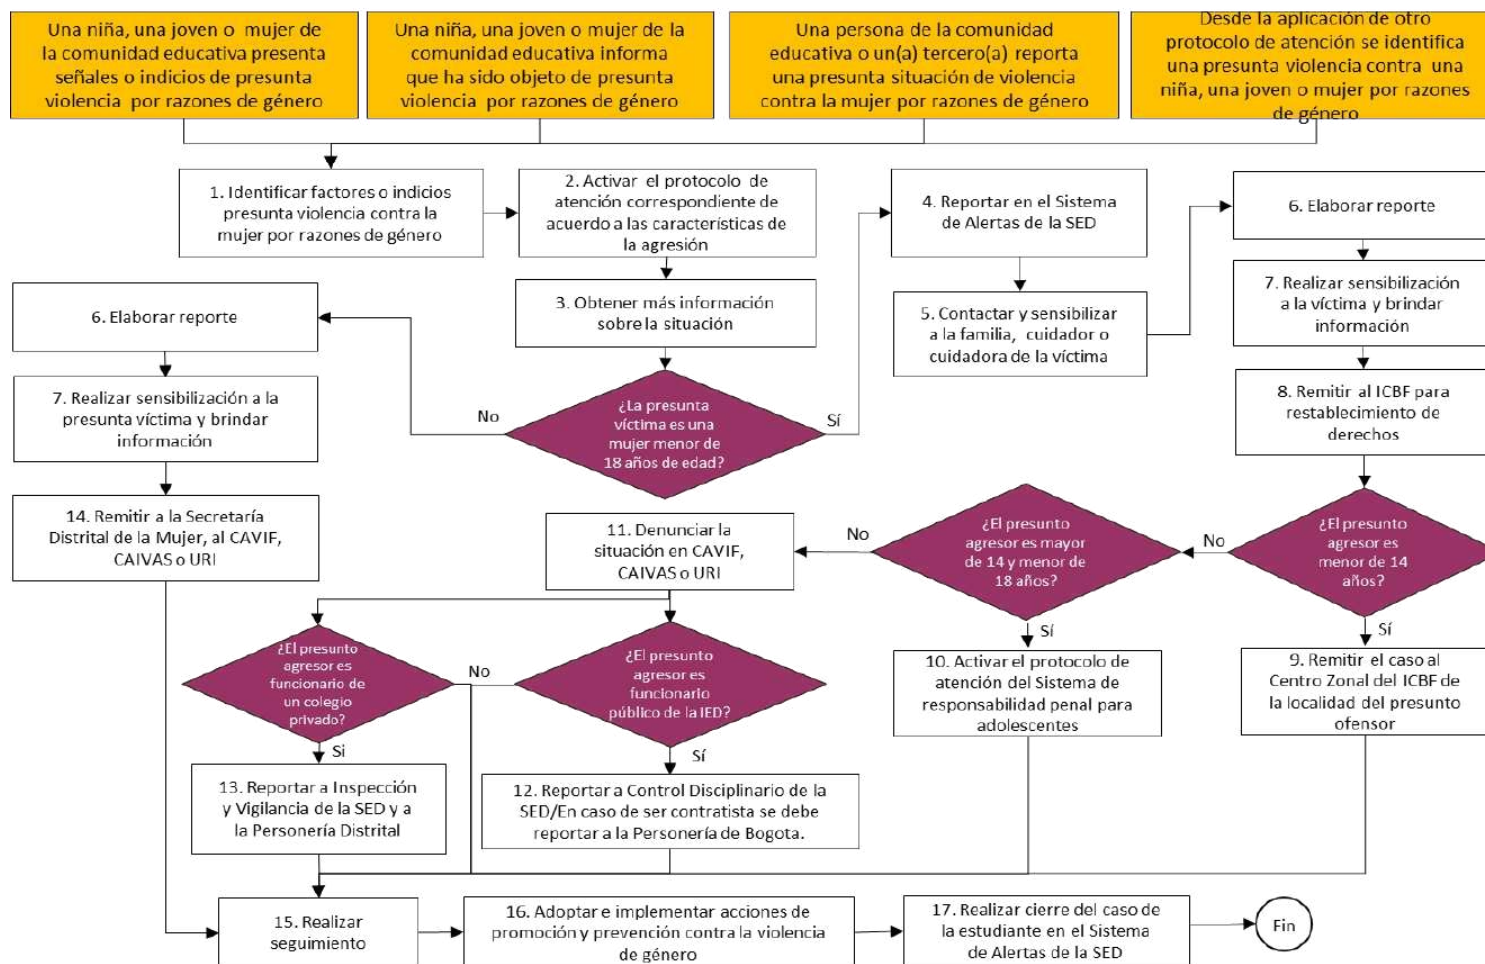 Una niña, una joven o  mujer de
la comunidad educativa presenta
señales o indicios de presunta
violencia  por razones de género
Una niña, una joven o mujer de la
comunidad educativa informa
que ha sido objeto de presunta
violencia  por razones de género
Una persona de la comunidad
educativa o un(a) tercero(a) reporta
una presunta situación de violencia
contra la mujer por razones de género
Desde la aplicación de otro
protocolo de atención se identifica
una presunta violencia contra  una
niña, una joven o mujer por razones
de género
1. Identificar factores o indicios
presunta violencia contra la
mujer por razones de género
2. Activar  el protocolo  de
atención correspondiente de
acuerdo a las características de
la agresión
4. Reportar en el Sistema
de Alertas de la SED
6. Elaborar reporte
3. Obtener más información
sobre la situación
5. Contactar y sensibilizar
a la familia,  cuidador o
cuidadora de la víctima
7. Realizar sensibilización
a la víctima y brindar
información
6. Elaborar reporte
7. Realizar sensibilización a la
presunta víctima y brindar
información
No
¿La presunta
víctima es una
mujer menor de
18 años de edad?
Sí
8. Remitir al ICBF para
restablecimiento de
derechos
14. Remitir a la Secretaría
Distrital de la Mujer, al CAVIF,
CAIVAS o URI
11. Denunciar la
situación en CAVIF,
CAIVAS o URI
No
¿El presunto
agresor es mayor
de 14 y menor de
18 años?
No
¿El presunto
agresor es
menor de 14
años?
Sí
Sí
¿El presunto
agresor es
funcionario de
un colegio
privado?
No
¿El presunto
agresor es
funcionario
público de la IED?
10. Activar el protocolo de
atención del Sistema de
responsabilidad penal para
adolescentes
9. Remitir el caso al
Centro Zonal del ICBF de
la localidad del presunto
ofensor
Si
Sí
13. Reportar a Inspección
y Vigilancia de la SED y a
la Personería Distrital
12. Reportar a Control Disciplinario de la
SED/En caso de ser contratista se debe
reportar a la Personería de Bogota.
15. Realizar
seguimiento
16. Adoptar e implementar acciones de
promoción y prevención contra la violencia
de género
17. Realizar cierre del caso de
la estudiante en el Sistema
de Alertas de la SED
Fin